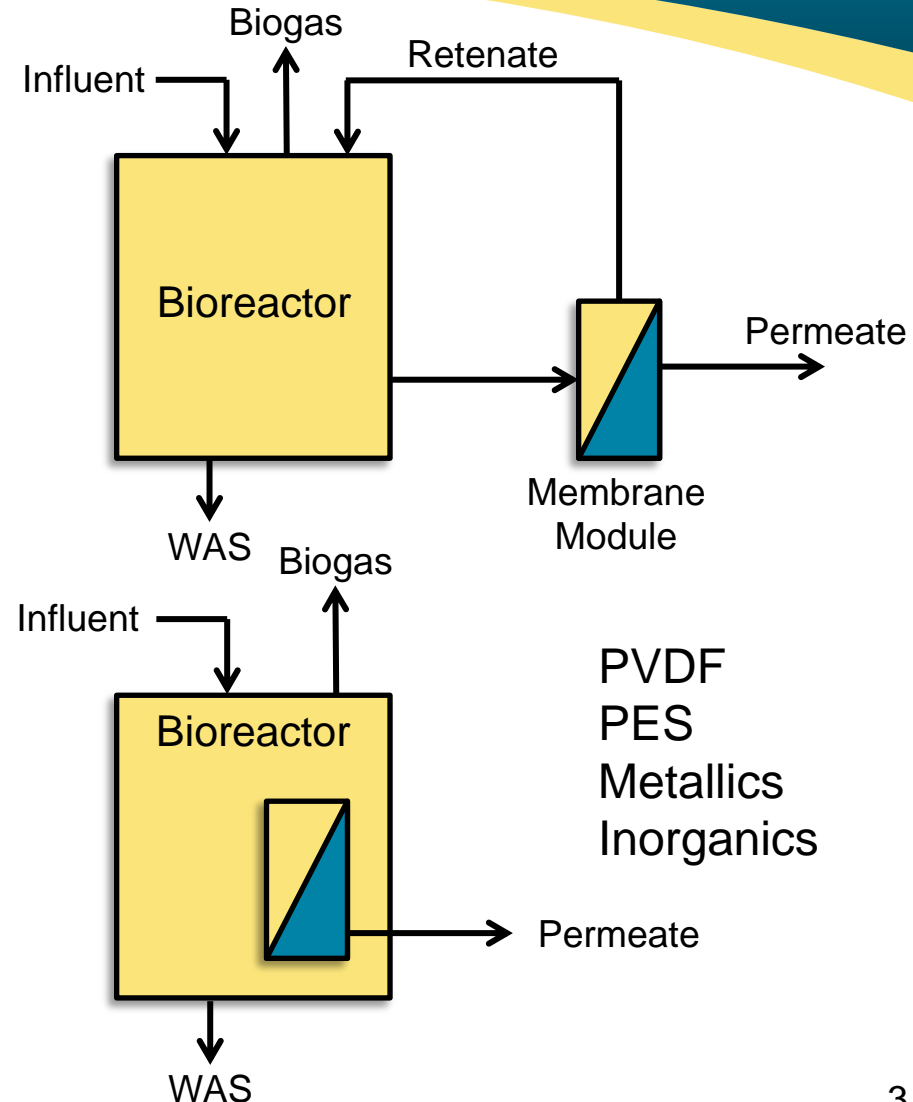 Biogas
Influent
Retenate
Bioreactor
Permeate
Membrane
Module
WAS
Biogas
Influent
Bioreactor
PVDF
PES
Metallics
Inorganics
Permeate
WAS
3